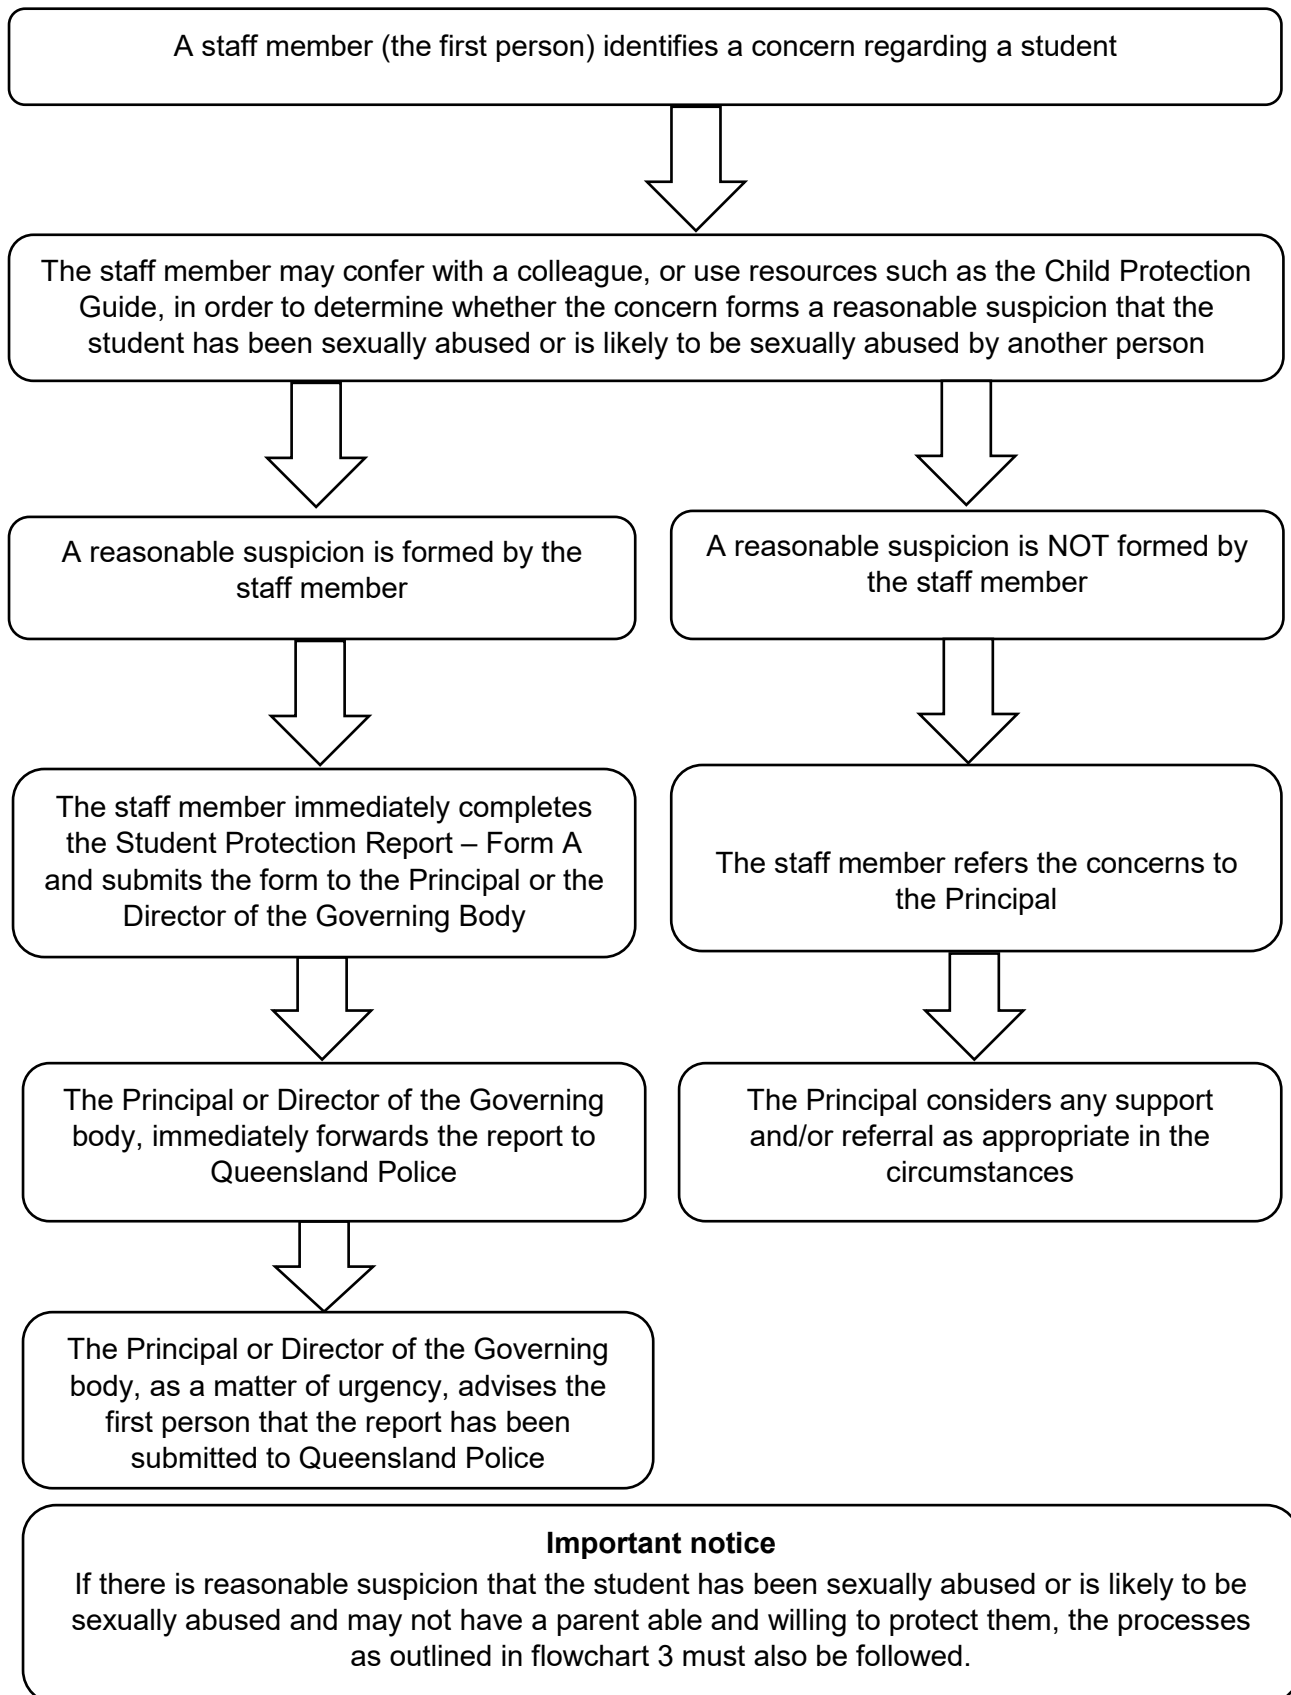 A staff member (the first person) identifies a concern regarding a student
The staff member may confer with a colleague, or use resources such as the Child Protection
Guide, in order to determine whether the concern forms a reasonable suspicion that the
student has been sexually abused or is likely to be sexually abused by another person
A reasonable suspicion is formed by the
staff member
A reasonable suspicion is NOT formed by
the staff member
The staff member immediately completes
the Student Protection Report – Form A
and submits the form to the Principal or the
Director of the Governing Body
The staff member refers the concerns to
the Principal
The Principal or Director of the Governing
body, immediately forwards the report to
Queensland Police
The Principal considers any support
and/or referral as appropriate in the
circumstances
The Principal or Director of the Governing
body, as a matter of urgency, advises the
first person that the report has been
submitted to Queensland Police
Important notice
If there is reasonable suspicion that the student has been sexually abused or is likely to be
sexually abused and may not have a parent able and willing to protect them, the processes
as outlined in flowchart 3 must also be followed.